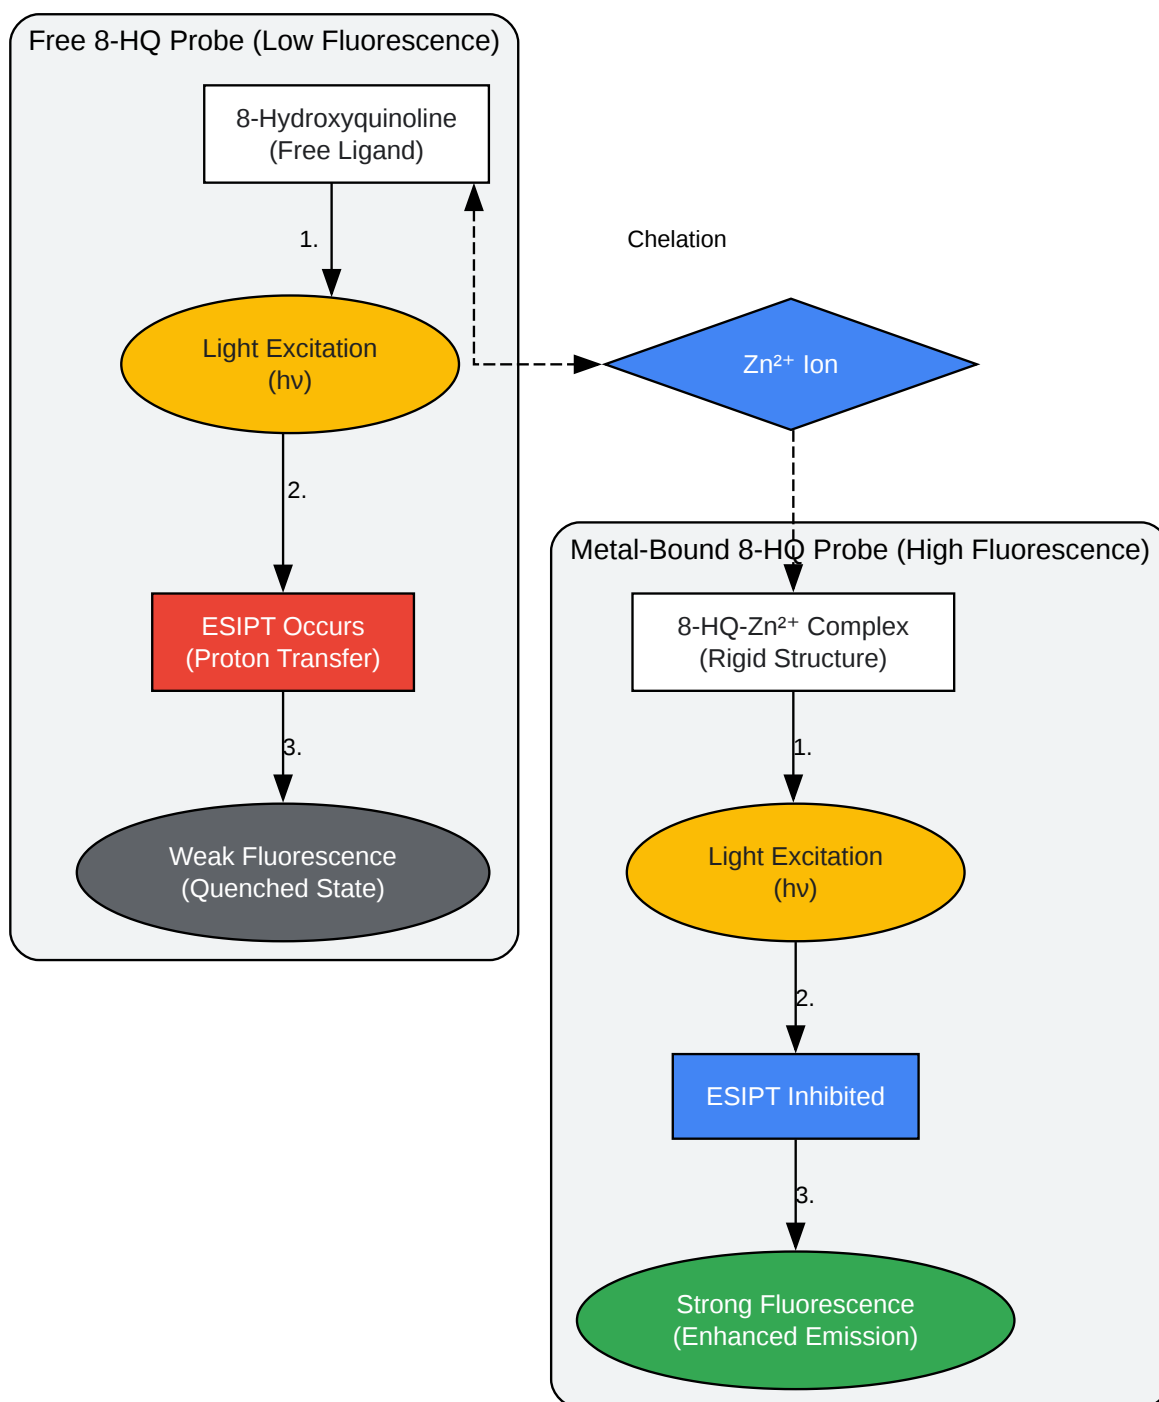 Free 8-HQ Probe (Low Fluorescence)
8-Hydroxyquinoline
(Free Ligand)
1.
Chelation
Light Excitation
(hν)
Zn²⁺ Ion
2.
Metal-Bound 8-HQ Probe (High Fluorescence)
ESIPT Occurs
(Proton Transfer)
8-HQ-Zn²⁺ Complex
(Rigid Structure)
3.
1.
Weak Fluorescence
(Quenched State)
Light Excitation
(hν)
2.
ESIPT Inhibited
3.
Strong Fluorescence
(Enhanced Emission)